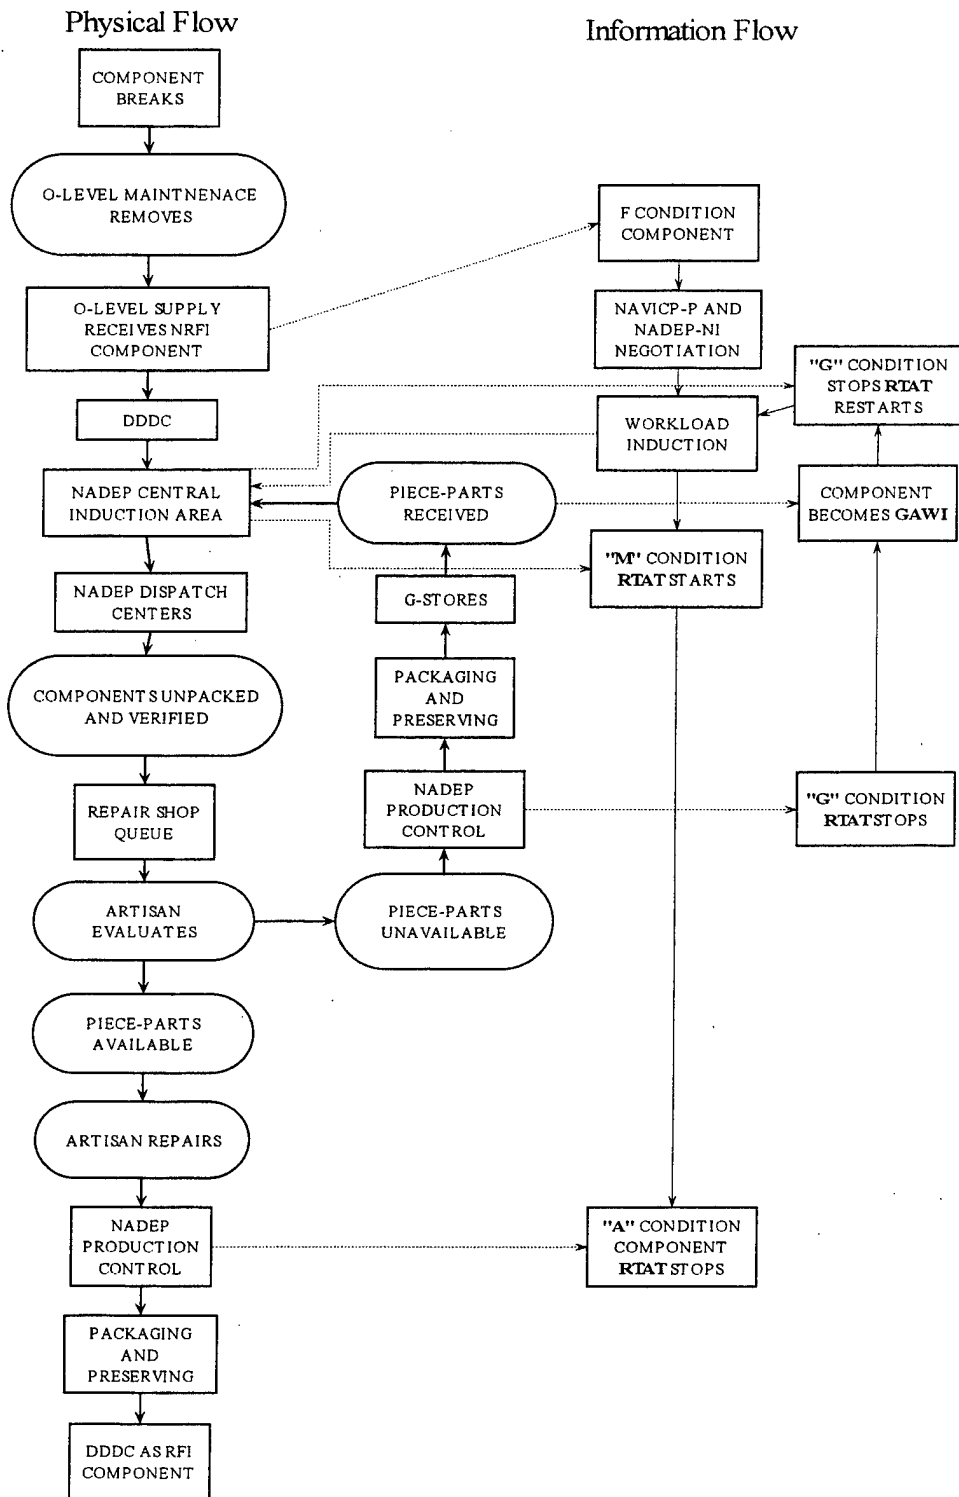 Physical Flow
Information Flow
COMPONENT
BREAKS
O-LEVEL MAINTNENACE
REMOVES
O-LEVEL SUPPLY
RECEIVES NRFI
COMPONENT
DDDC
NADEP CENTRAL
INDUCTION AREA
NADEP DISPATCH
CENTERS
COMPONENTS UNPACKED
AND VERIFIED
REPAIR SHOP
QUEUE
ARTISAN
EVALUATES
PIECE-PARTS
AVAILABLE
ARTISAN REPAIRS
NADEP
PRODUCTION
CONTROL
PACKAGING
AND
PRESERVING
DDDC AS RFI
COMPONENT
PIECE-PARTS
RECEIVED
G-STORES
PACKAGING
AND
PRESERVING
NADEP
PRODUCTION
CONTROL
PIECE-PARTS
UNAVAILABLE
F CONDITION
COMPONENT
NAVICP-P AND
NADEP-NI
NEGOTIATION
WORKLOAD
INDUCTION
"M" CONDITION
RTAT STARTS
"A" CONDITION
COMPONENT
RTAT STOPS
"G" CONDITION
STOPS RTAT
RESTARTS
COMPONENT
BECOMES GAWI
"G" CONDITION
RTAT STOPS